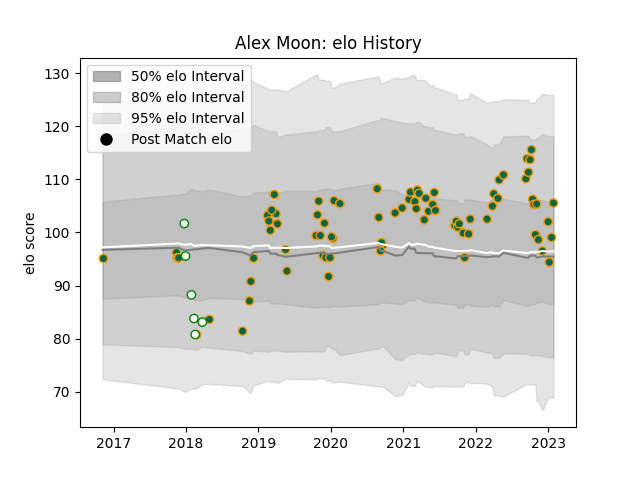 Alex Moon: elo History
50% elo Interval
80% elo Interval
95% elo Interval
Post Match elo
elo score
130
120
110
100
90
80
70
2017
2018
2019
2020
2021
2022
2023